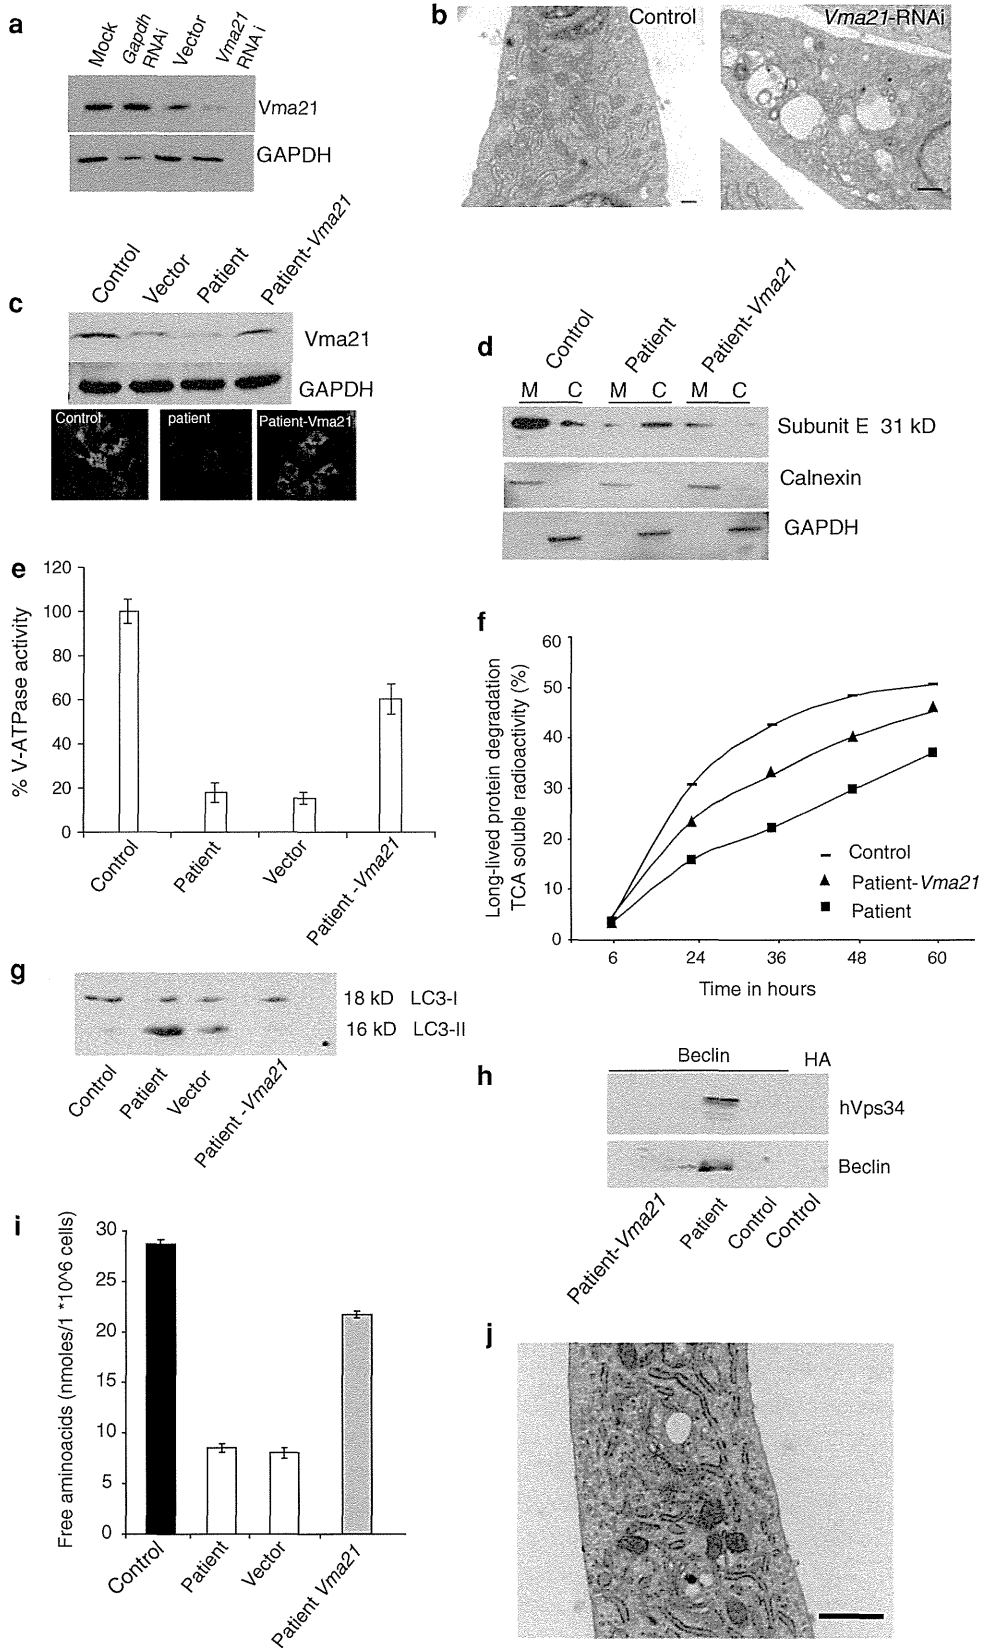 a
Mock
Gapdh
RNAi
Vector
Vma21
RNA i
Vma21
GAPDH
b
Control
Vma21-RNAi
c
Control
Vector
Patient
Patient-Vma21
Vma21
GAPDH
Control
patient
Patient-Vma21
d
Control
Patient
Patient-Vma21
M C M C M C
Subunit E 31 kD
Calnexin
GAPDH
e
% V-ATPase activity
120
100
80
60
40
20
0
Control
Patient
Vector
Patient -Vma21
f
Long-lived protein degradation
TCA soluble radioactivity (%)
60
50
40
30
20
10
0
Control
Patient-Vma21
Patient
6 24 36 48 60
Time in hours
g
18 kD LC3-I
16 kD LC3-II
Control
Patient
Vector
Patient -Vma21
h
Beclin HA
hVps34
Beclin
Patient-Vma21
Patient
Control
Control
i
Free aminoacids (nmoles/1 *10^6 cells)
30
25
20
15
10
5
0
Control
Patient
Vector
Patient Vma21
j